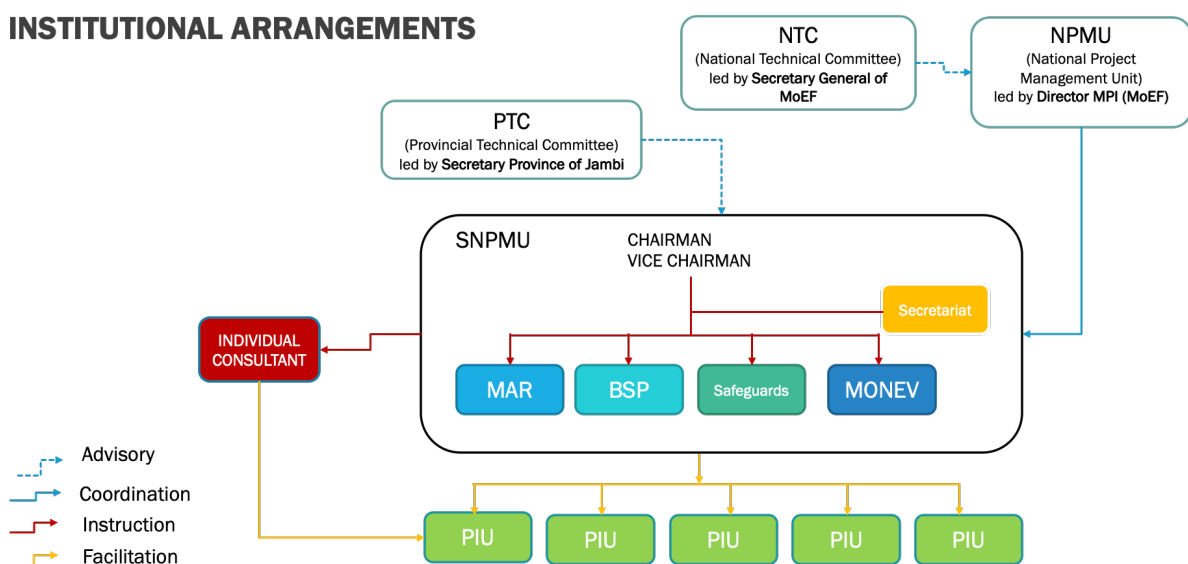 INSTITUTIONAL ARRANGEMENTS
NTC
(National Technical Committee)
led by Secretary General of
MoEF
NPMU
(National Project
Management Unit)
led by Director MPI (MoEF)
PTC
(Provincial Technical Committee)
led by Secretary Province of Jambi
SNPMU
CHAIRMAN
VICE CHAIRMAN
Secretariat
INDIVIDUAL
CONSULTANT
MAR
BSP
Safeguards
MONEV
Advisory
Coordination
Instruction
Facilitation
PIU
PIU
PIU
PIU
PIU